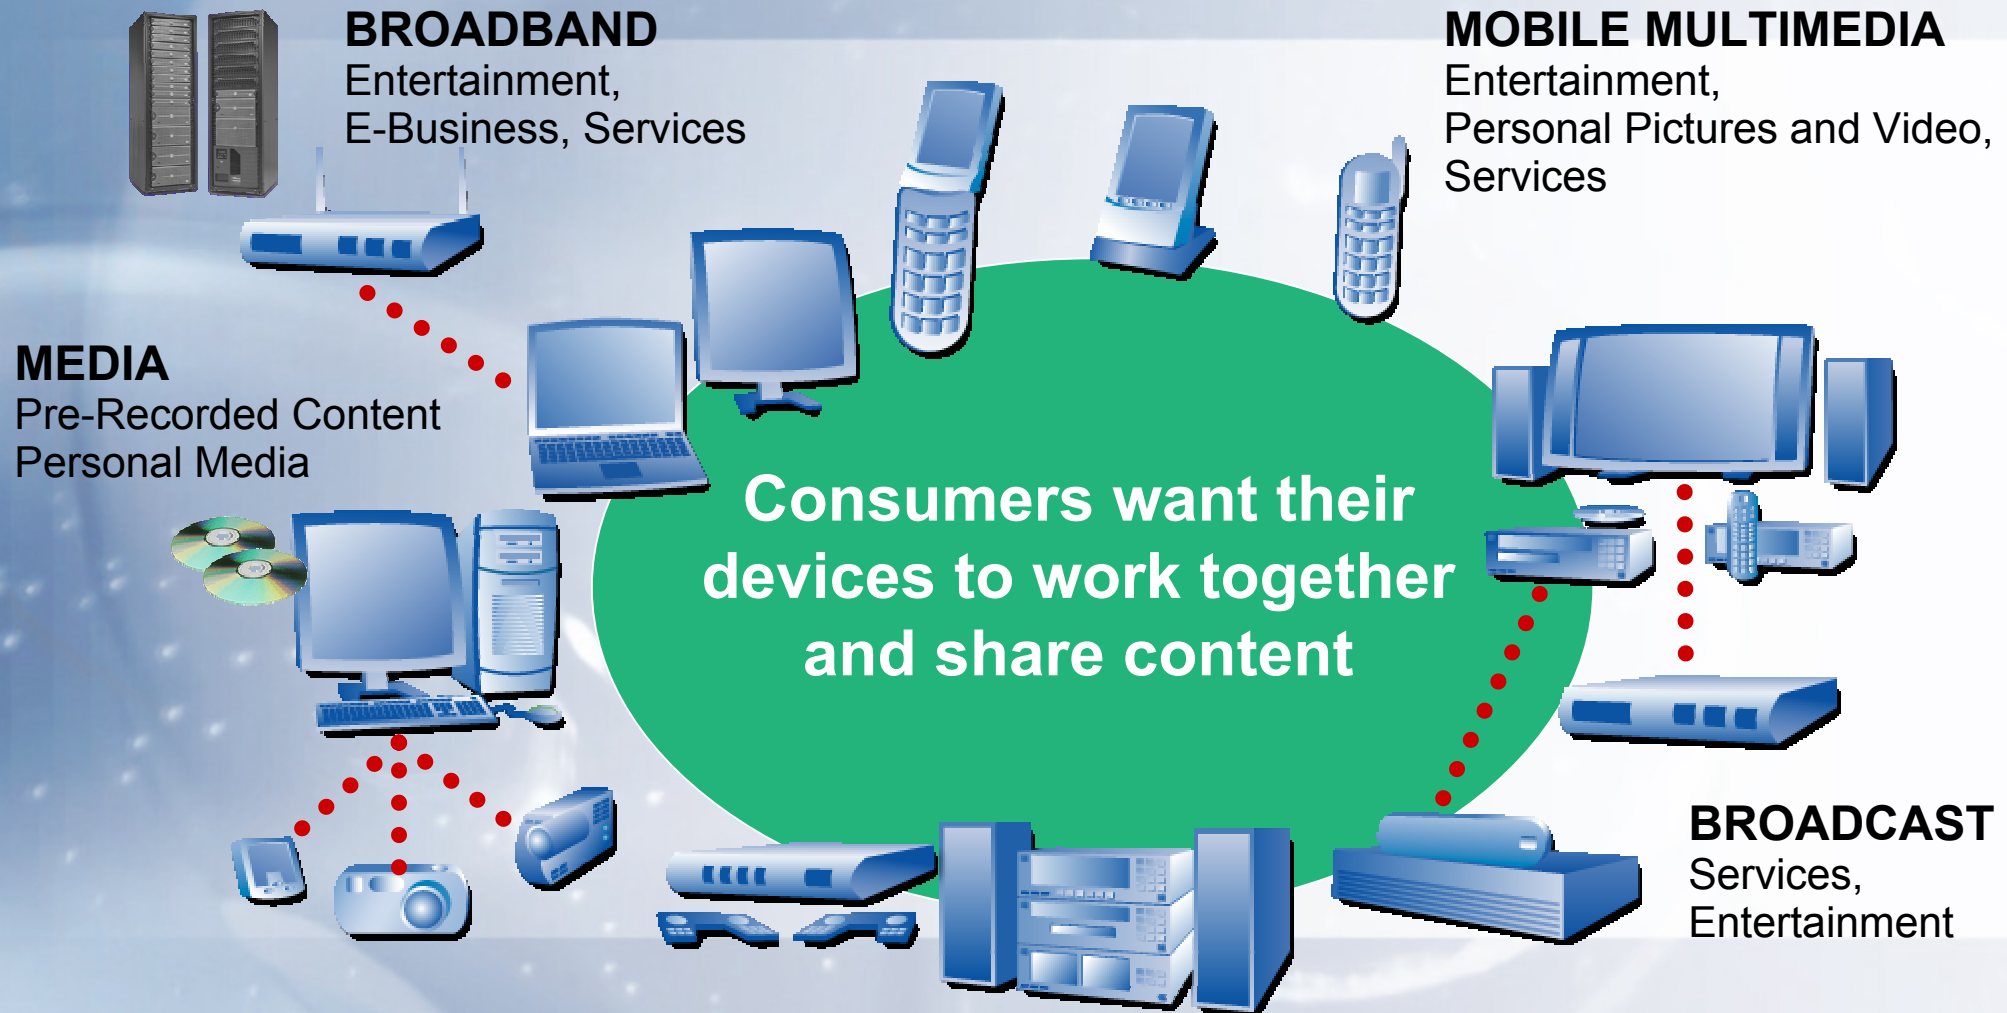 BROADBAND
Entertainment,
E-Business, Services
MOBILE MULTIMEDIA
Entertainment,
Personal Pictures and Video,
Services
MEDIA
Pre-Recorded Content
Personal Media
Consumers want their
devices to work together
and share content
BROADCAST
Services,
Entertainment